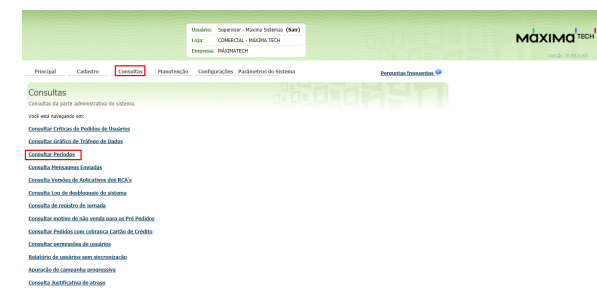 Usuário: Supervisor - Maxima Sistemas (Sair)
Loja: COMERCIAL - MÁXIMA TECH
Empresa: MÁXIMATECH
MáXIMA TECH
Principal Cadastro Consultas Manutenção Configurações Parâmetros do Sistema Perguntas frequentes
Consultas
Consultas da parte administrativa do sistema.
Você está navegando em:
Consultar Críticas de Pedidos de Usuários
Consultar Gráfico de Tráfego de Dados
Consultar Períodos
Consulta Mensagens Enviadas
Consulta Versões de Aplicativos dos RCA's
Consulta Log de desbloqueio do sistema
Consulta de registro de jornada
Consultar motivo de não venda para os Pré Pedidos
Consultar Pedidos com cobrança Cartão de Crédito
Consultar permissões de usuários
Relatório de usuários sem sincronização
Apuração de campanha progressiva
Consulta Justificativa de atraso